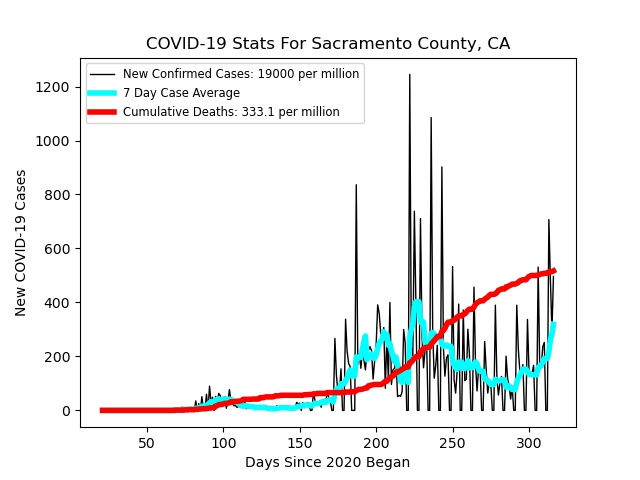 COVID-19 Stats For Sacramento County, CA
New Confirmed Cases: 19000 per million
7 Day Case Average
Cumulative Deaths: 333.1 per million
New COVID-19 Cases
1200
1000
800
600
400
200
0
50 100 150 200 250 300
Days Since 2020 Began